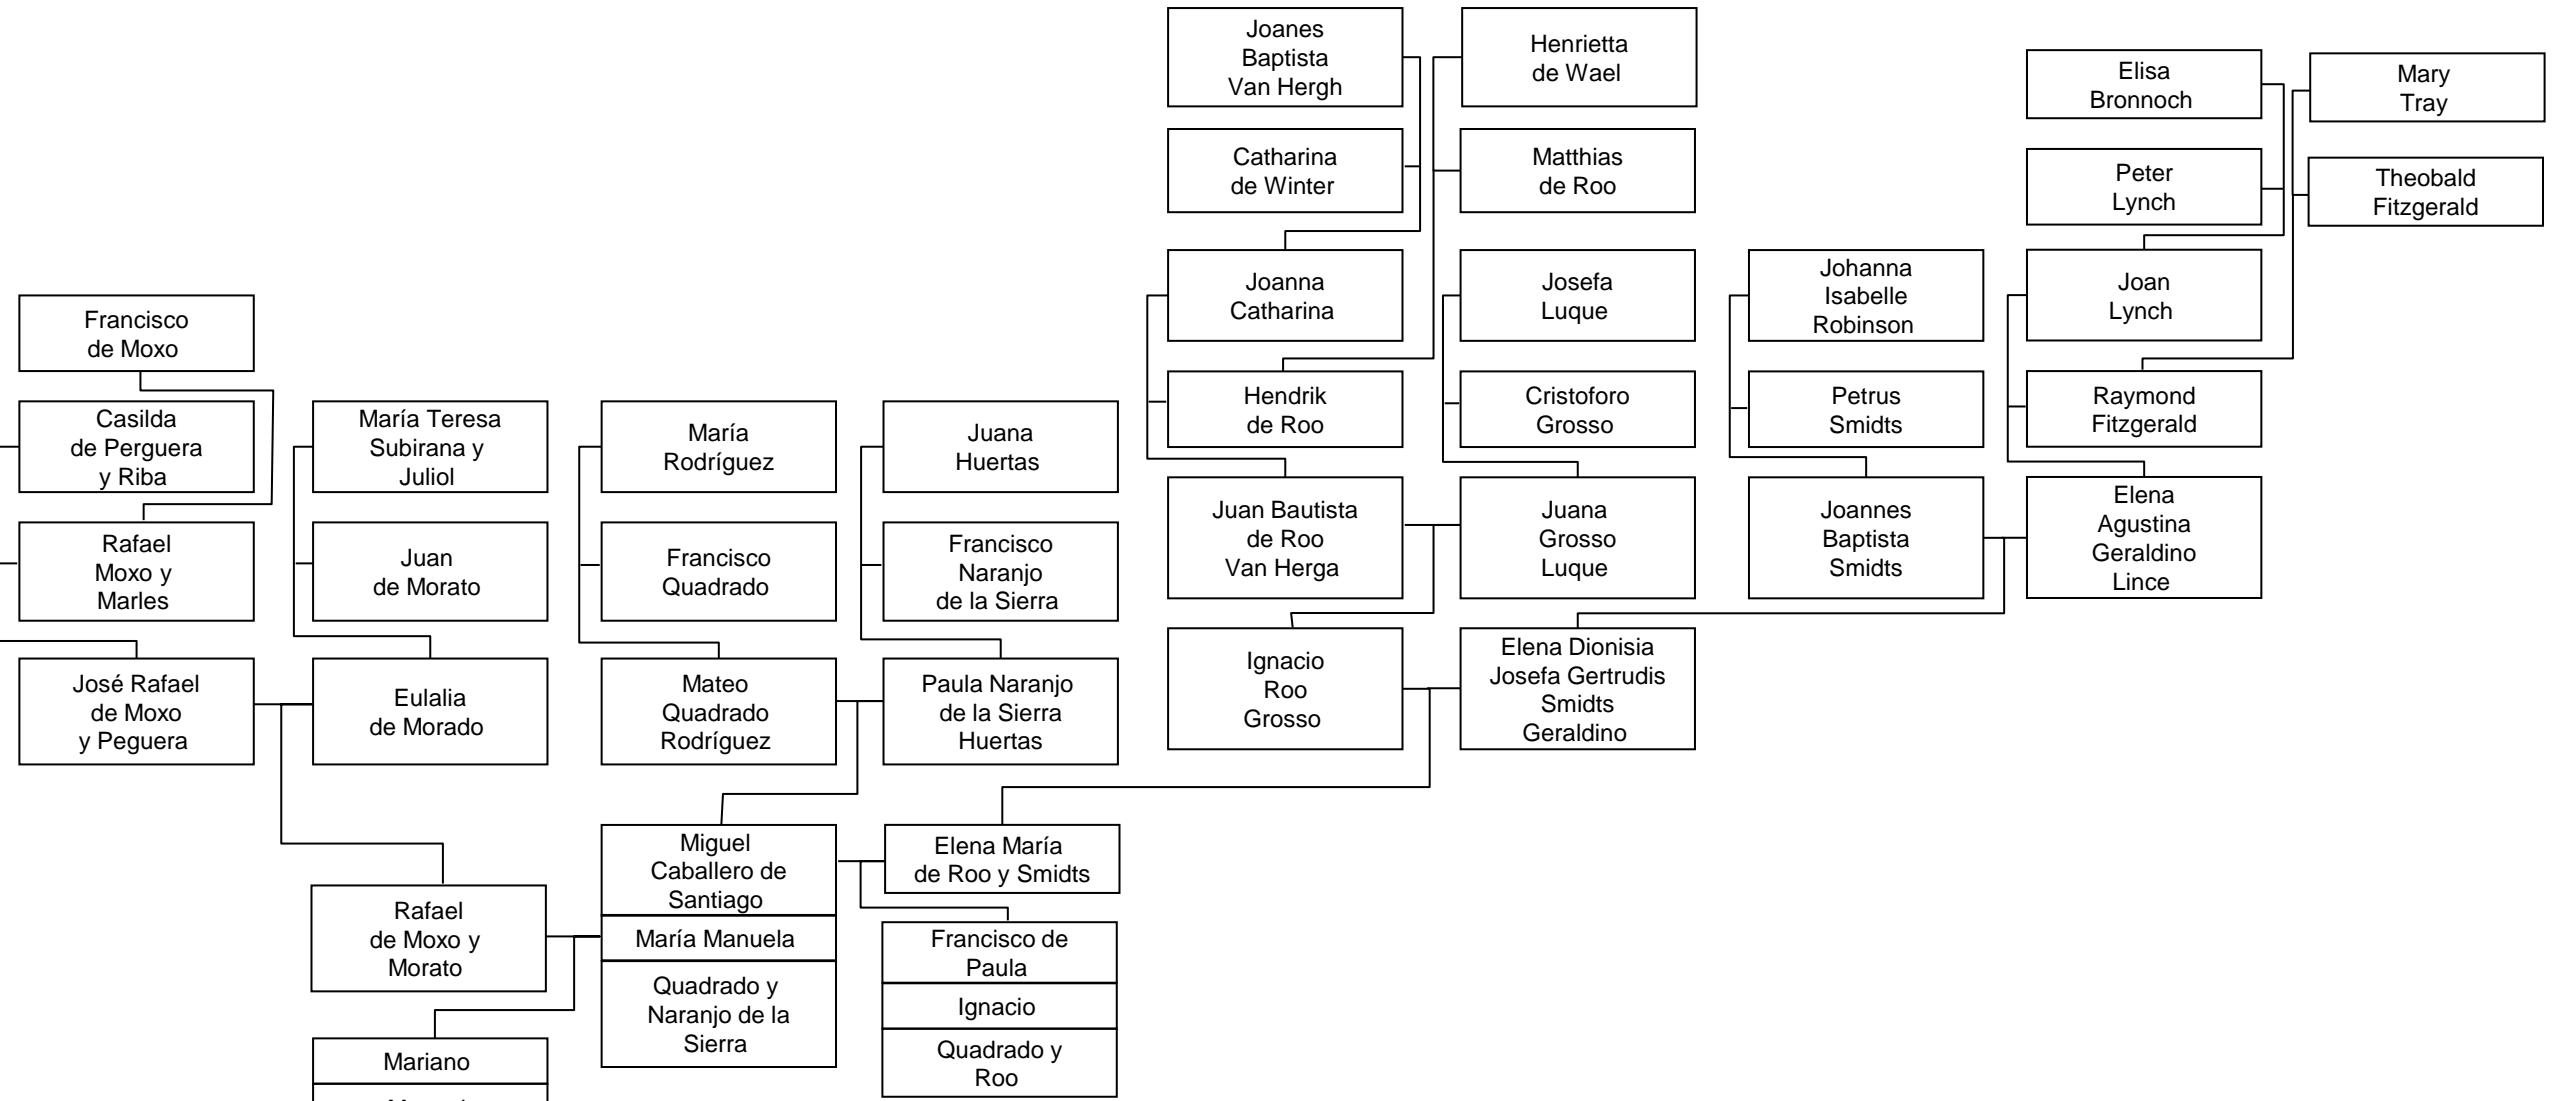 Joanes
Baptista
Van Hergh
Henrietta
de Wael
Elisa
Bronnoch
Mary
Tray
Catharina
de Winter
Matthias
de Roo
Peter
Lynch
Theobald
Fitzgerald
Joanna
Catharina
Josefa
Luque
Johanna
Isabelle
Robinson
Joan
Lynch
Francisco
de Moxo
Hendrik
de Roo
Cristoforo
Grosso
Petrus
Smidts
Raymond
Fitzgerald
Casilda
de Perguera
y Riba
María Teresa
Subirana y
Juliol
María
Rodríguez
Juana
Huertas
Juan Bautista
de Roo
Van Herga
Juana
Grosso
Luque
Joannes
Baptista
Smidts
Elena
Agustina
Geraldino
Lince
Rafael
Moxo y
Marles
Juan
de Morato
Francisco
Quadrado
Francisco
Naranjo
de la Sierra
Ignacio
Roo
Grosso
Elena Dionisia
Josefa Gertrudis
Smidts
Geraldino
José Rafael
de Moxo
y Peguera
Eulalia
de Morado
Mateo
Quadrado
Rodríguez
Paula Naranjo
de la Sierra
Huertas
Miguel
Caballero de
Santiago
María Manuela
Quadrado y
Naranjo de la
Sierra
Elena María
de Roo y Smidts
Rafael
de Moxo y
Morato
Francisco de
Paula
Ignacio
Quadrado y
Roo
Mariano